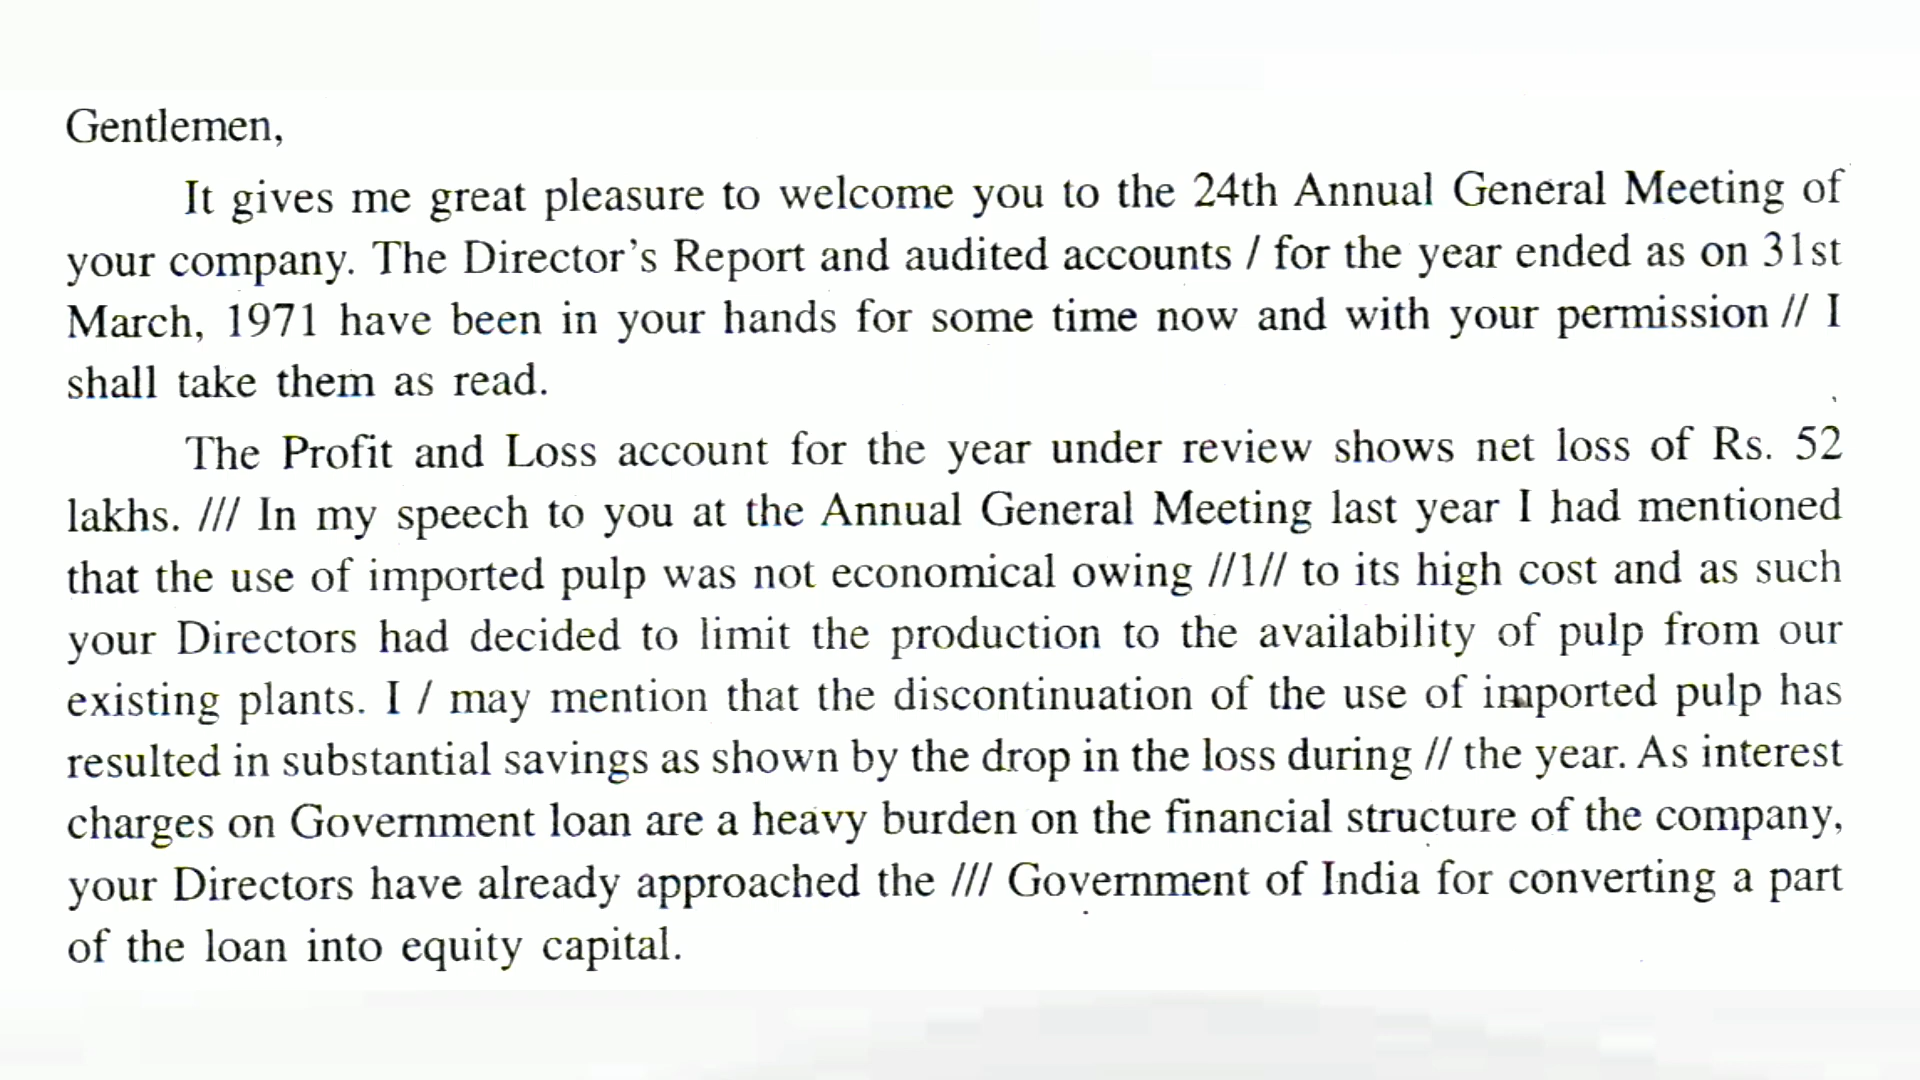 Gentlemen,
It gives me great pleasure to welcome you to the 24th Annual General Meeting of
your company. The Director's Report and audited accounts / for the year ended as on 31st
March, 1971 have been in your hands for some time now and with your permission // I
shall take them as read.
The Profit and Loss account for the year under review shows net loss of Rs. 52
lakhs. /// In my speech to you at the Annual General Meeting last year I had mentioned
that the use of imported pulp was not economical owing //1// to its high cost and as such
your Directors had decided to limit the production to the availability of pulp from our
existing plants. I / may mention that the discontinuation of the use of imported pulp has
resulted in substantial savings as shown by the drop in the loss during // the year. As interest
charges on Government loan are a heavy burden on the financial structure of the company,
your Directors have already approached the /// Government of India for converting a part
of the loan into equity capital.